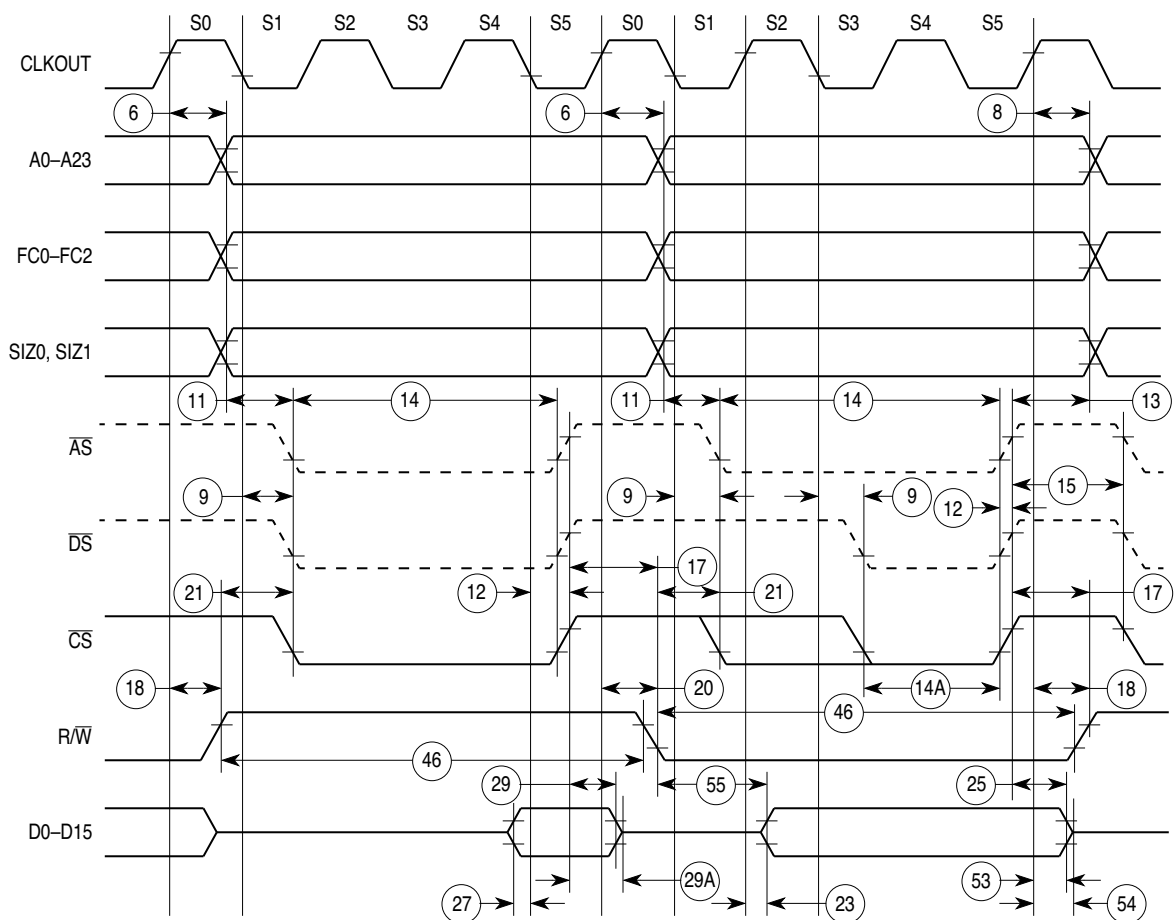 S0 S1 S2 S3 S4 S5 S0 S1 S2 S3 S4 S5
CLKOUT
6 6 8
A0–A23
FC0–FC2
SIZ0, SIZ1
11 14 11 14 13
AS
9 9 9 15
12
DS
21 12 17 21 17
CS
18 20 14A 18
46
R/W
46
29 55 25
D0–D15
27 29A 23 53 54